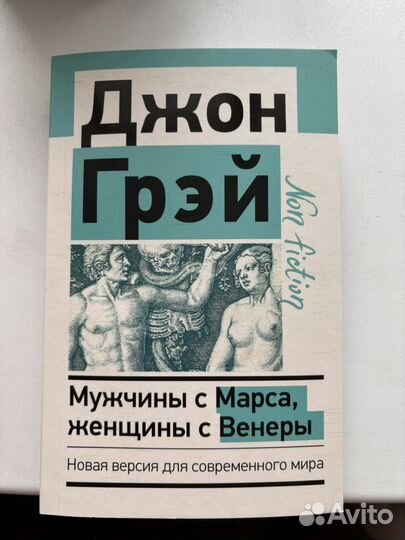 Джон
Грэй
Non fiction
Мужчины с Марса,
женщины с Венеры
Новая версия для современного мира
Avito